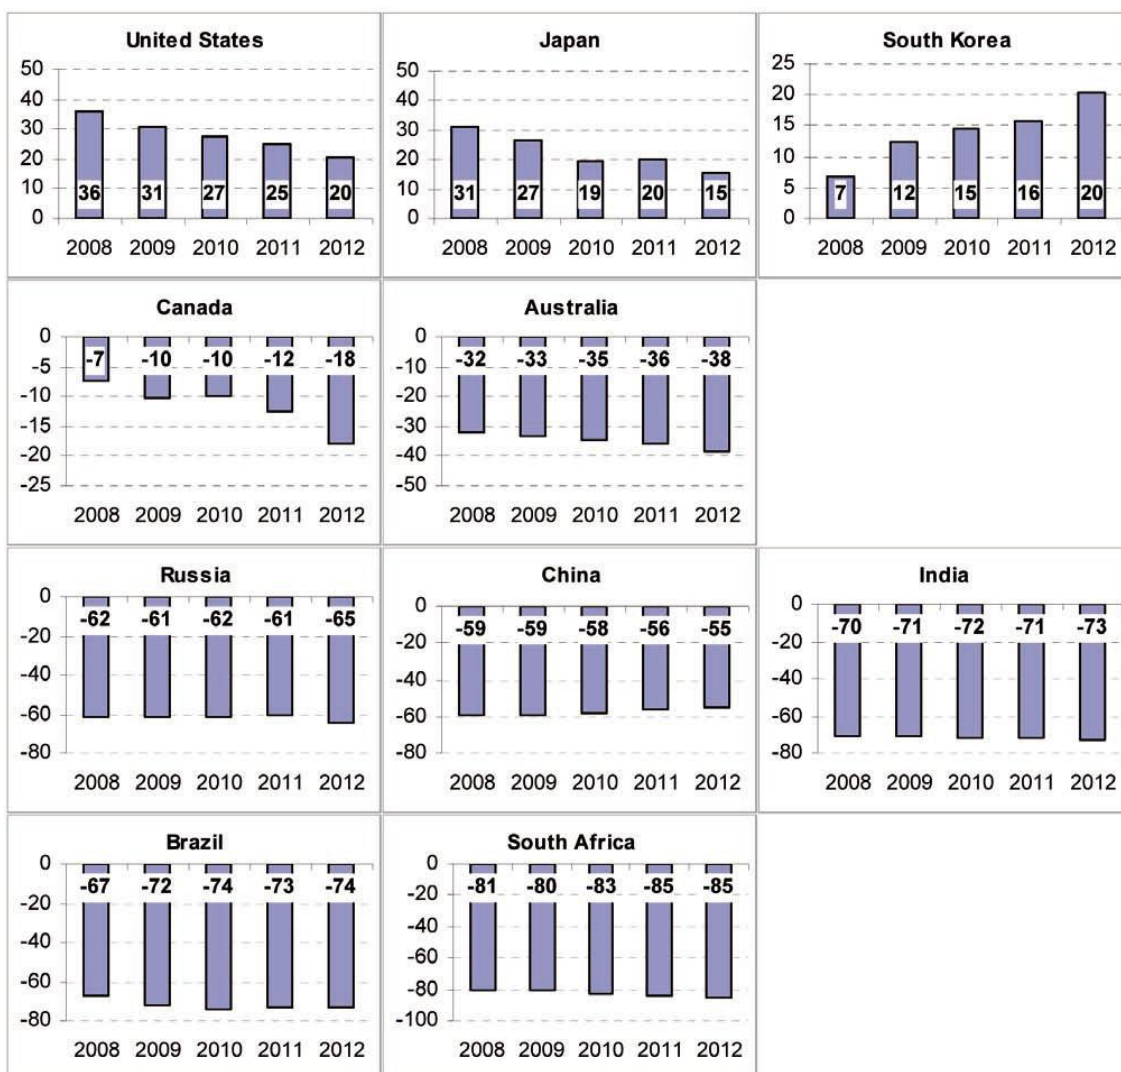 United States
50
40
30
20
10
0
36 31 27 25 20
2008 2009 2010 2011 2012
Japan
50
40
30
20
10
0
31 27 19 20 15
2008 2009 2010 2011 2012
South Korea
25
20
15
10
5
0
7 12 15 16 20
2008 2009 2010 2011 2012
Canada
0
-5
-10
-15
-20
-25
-7 -10 -10 -12 -18
2008 2009 2010 2011 2012
Australia
0
-10
-20
-30
-40
-50
-32 -33 -35 -36 -38
2008 2009 2010 2011 2012
Russia
0
-20
-40
-60
-80
-62 -61 -62 -61 -65
2008 2009 2010 2011 2012
China
0
-20
-40
-60
-80
-59 -59 -58 -56 -55
2008 2009 2010 2011 2012
India
0
-20
-40
-60
-80
-70 -71 -72 -71 -73
2008 2009 2010 2011 2012
Brazil
0
-20
-40
-60
-80
-67 -72 -74 -73 -74
2008 2009 2010 2011 2012
South Africa
0
-20
-40
-60
-80
-100
-81 -80 -83 -85 -85
2008 2009 2010 2011 2012